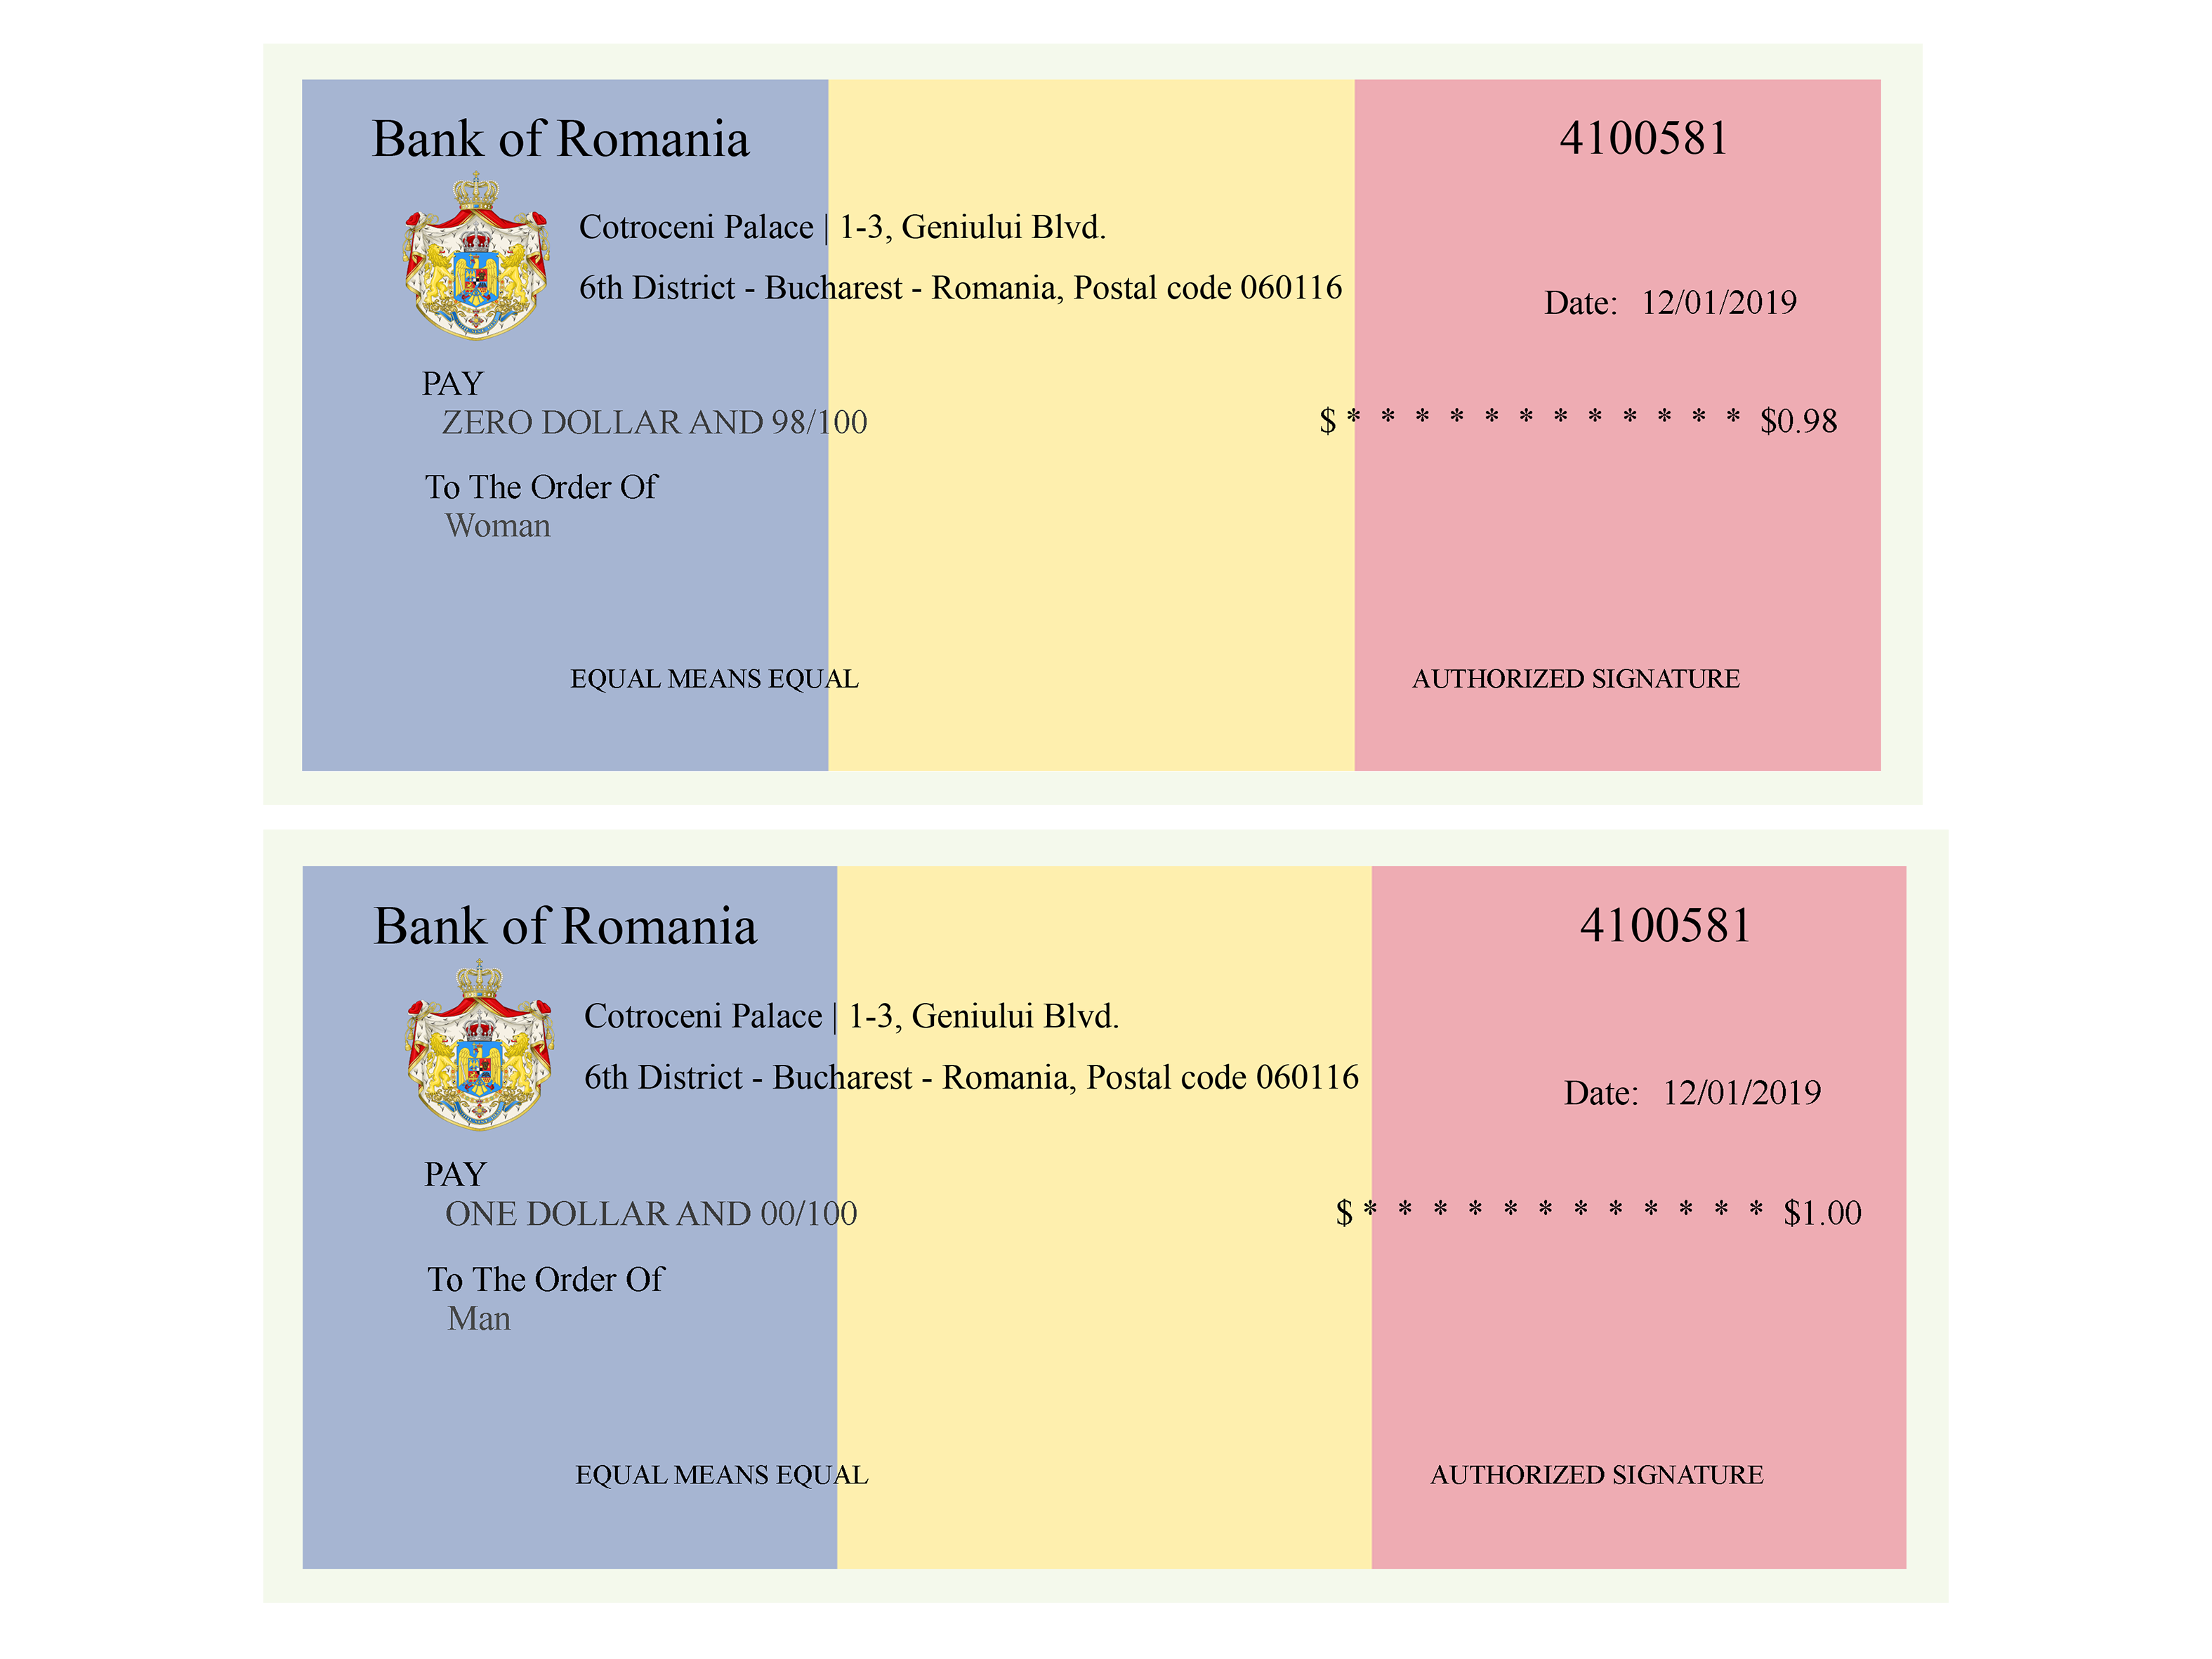 Bank of Romania
4100581
Cotroceni Palace | 1-3, Geniului Blvd.
6th District - Bucharest - Romania, Postal code 060116
Date: 12/01/2019
PAY
ZERO DOLLAR AND 98/100
$ * * * * * * * * * * * * $0.98
To The Order Of
Woman
EQUAL MEANS EQUAL
AUTHORIZED SIGNATURE
Bank of Romania
4100581
Cotroceni Palace | 1-3, Geniului Blvd.
6th District - Bucharest - Romania, Postal code 060116
Date: 12/01/2019
PAY
ONE DOLLAR AND 00/100
$ * * * * * * * * * * * * $1.00
To The Order Of
Man
EQUAL MEANS EQUAL
AUTHORIZED SIGNATURE